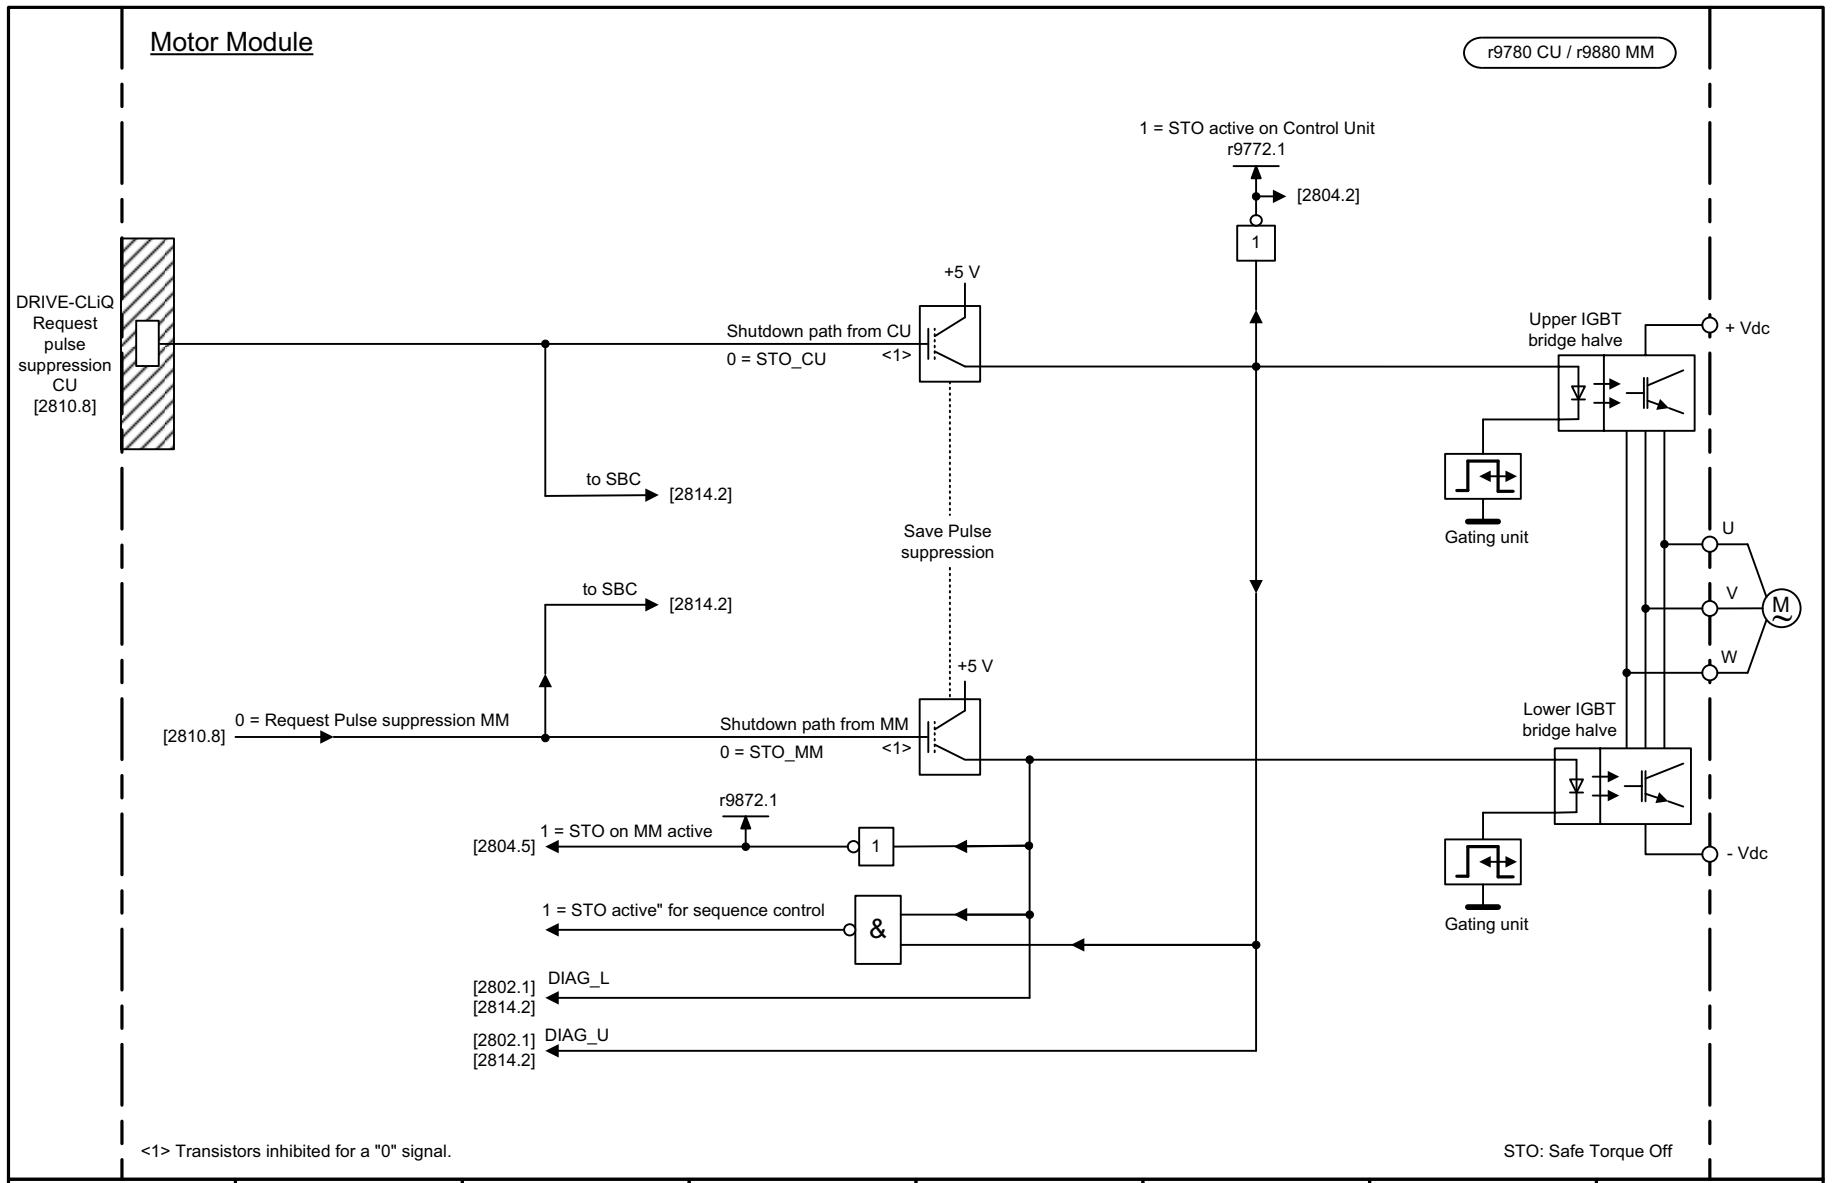 Motor Module
r9780 CU / r9880 MM
1 = STO active on Control Unit
r9772.1
[2804.2]
1
+5 V
DRIVE-CLiQ
Request
pulse
suppression
CU
[2810.8]
Shutdown path from CU
0 = STO_CU
<1>
Upper IGBT
bridge halve
+ Vdc
to SBC
[2814.2]
Gating unit
Save Pulse
suppression
U
V
W
M
~
to SBC
[2814.2]
+5 V
[2810.8]
0 = Request Pulse suppression MM
Shutdown path from MM
0 = STO_MM
<1>
Lower IGBT
bridge halve
r9872.1
[2804.5]
1 = STO on MM active
1
- Vdc
1 = STO active" for sequence control
&
Gating unit
[2802.1]
[2814.2]
DIAG_L
[2802.1]
[2814.2]
DIAG_U
<1> Transistors inhibited for a "0" signal.
STO: Safe Torque Off